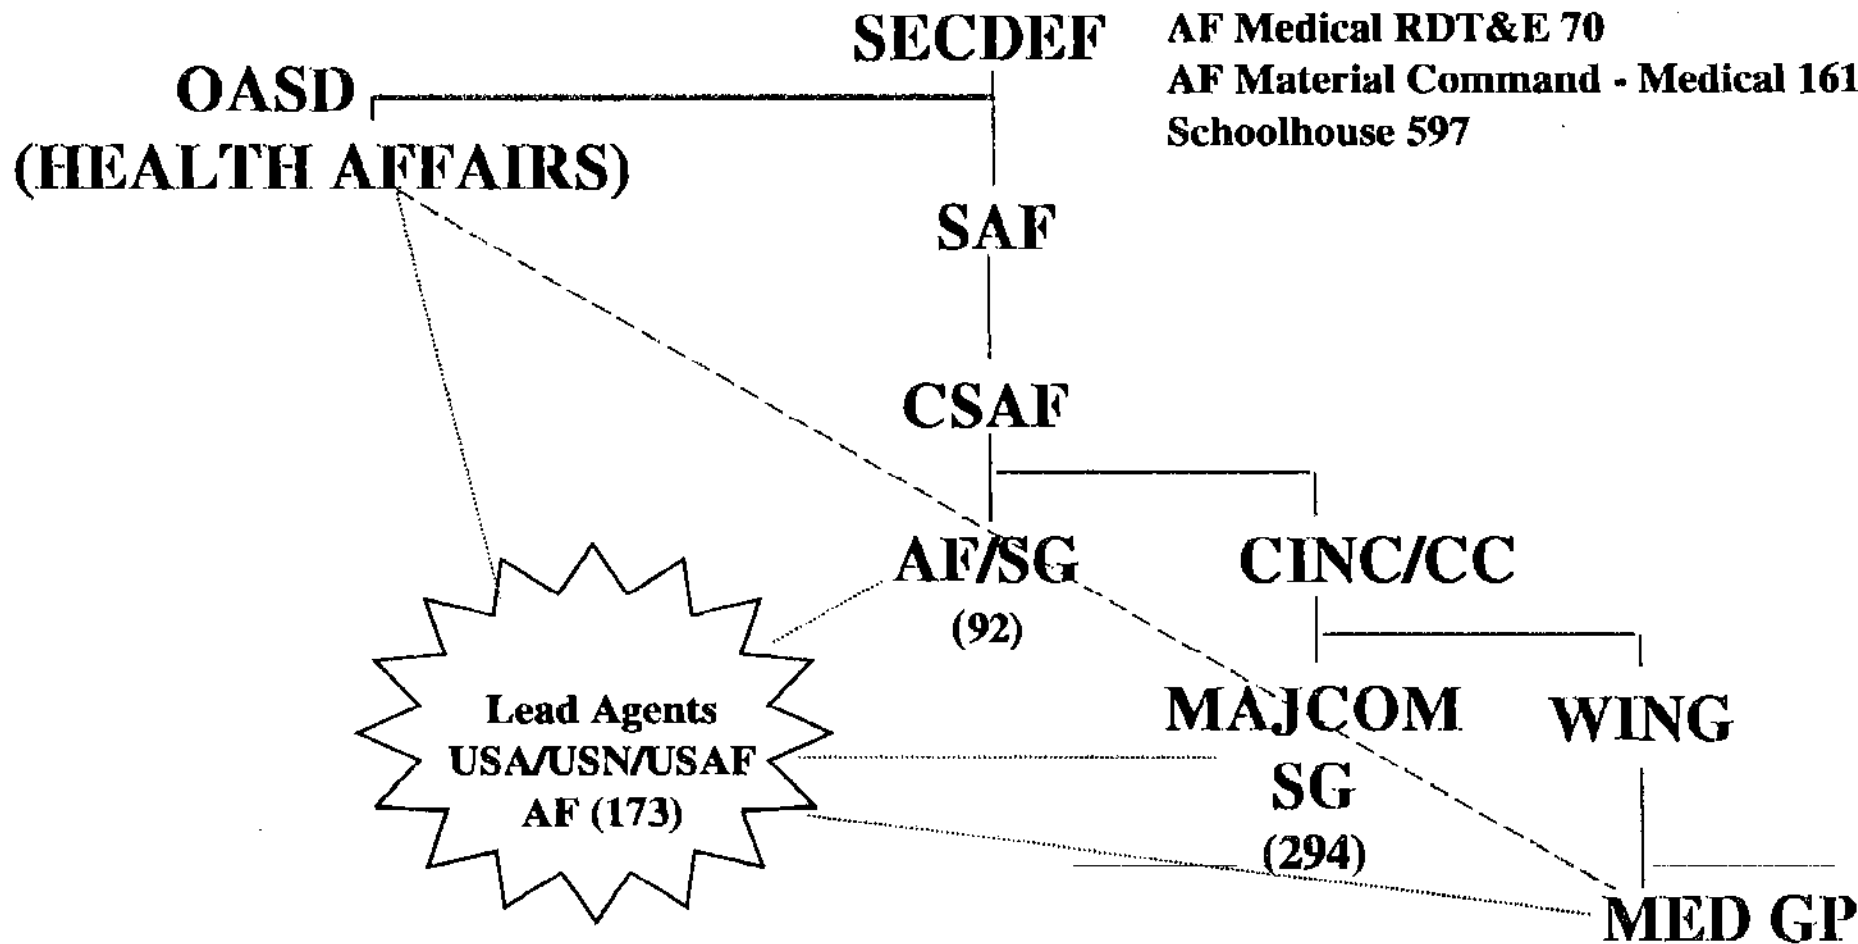 SECDEF
AF Medical RDT&E 70
AF Material Command - Medical 161
Schoolhouse 597
OASD
(HEALTH AFFAIRS)
SAF
CSAF
AF/SG
(92)
CINC/CC
Lead Agents
USA/USN/USAF
AF (173)
MAJCOM
SG
(294)
WING
MED GP